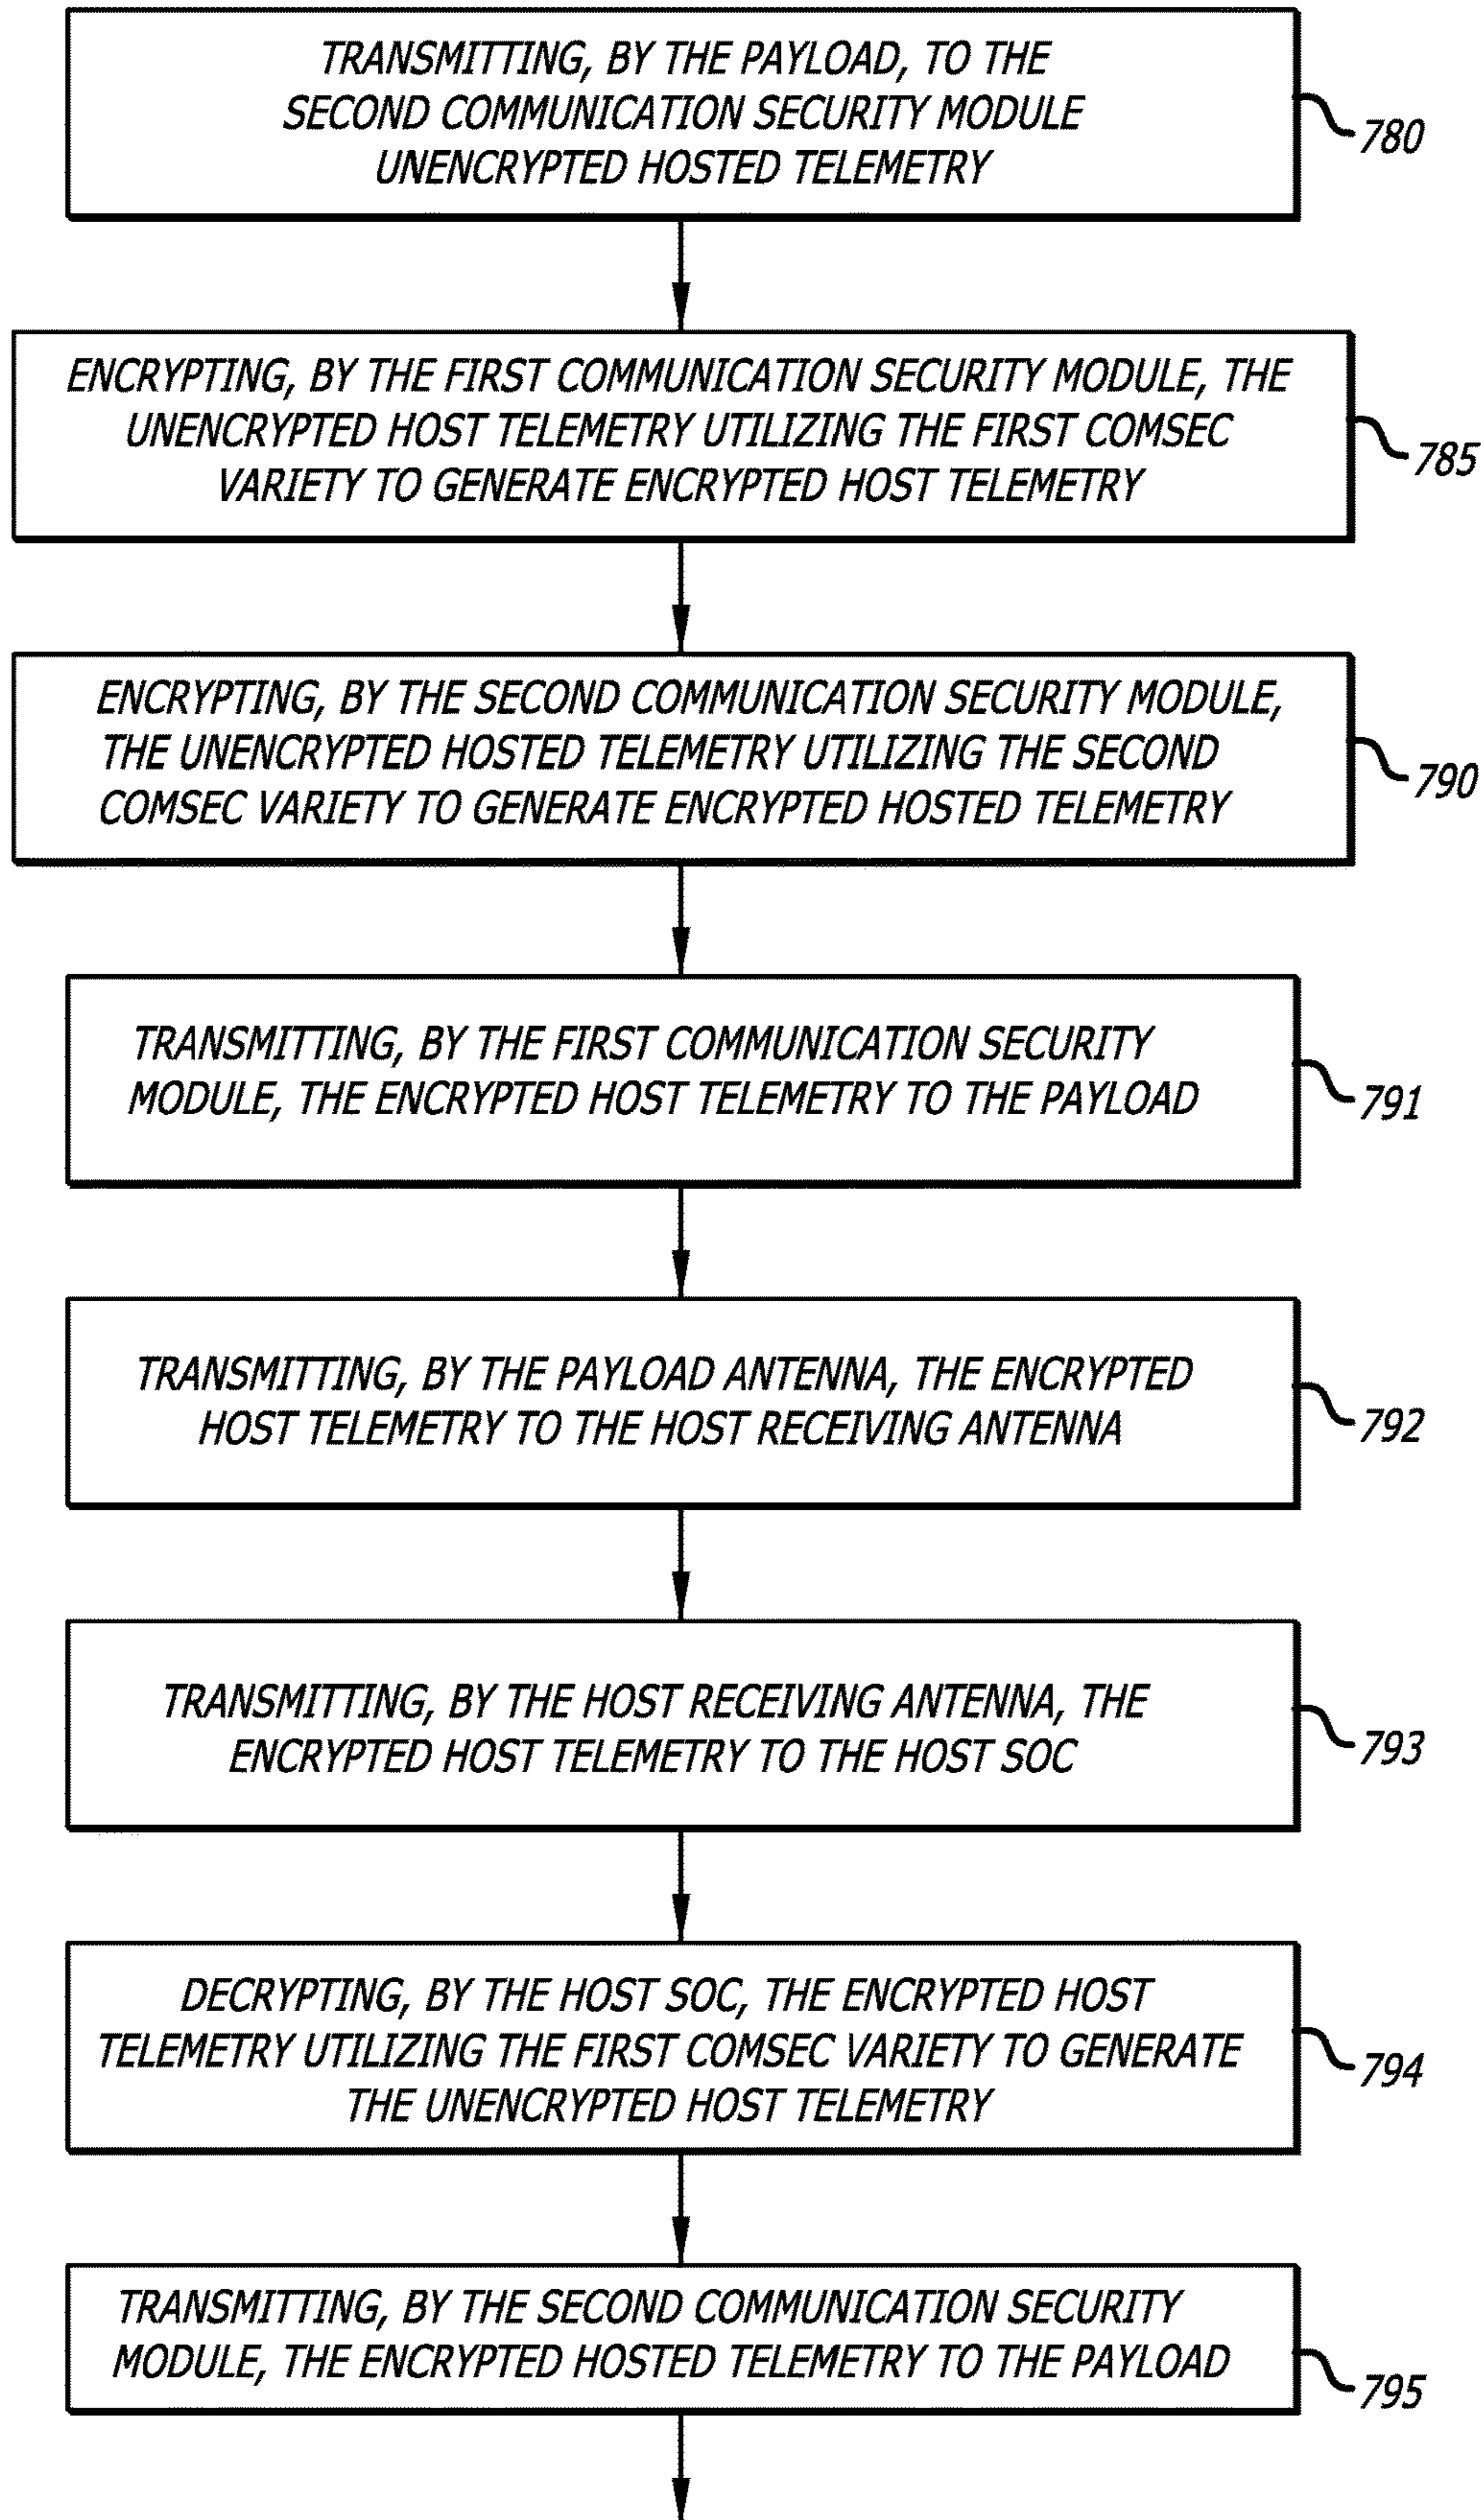 TRANSMITTING, BY THE PAYLOAD, TO THE
SECOND COMMUNICATION SECURITY MODULE
UNENCRYPTED HOSTED TELEMETRY
780
ENCRYPTING, BY THE FIRST COMMUNICATION SECURITY MODULE, THE
UNENCRYPTED HOST TELEMETRY UTILIZING THE FIRST COMSEC
VARIETY TO GENERATE ENCRYPTED HOST TELEMETRY
785
ENCRYPTING, BY THE SECOND COMMUNICATION SECURITY MODULE,
THE UNENCRYPTED HOSTED TELEMETRY UTILIZING THE SECOND
COMSEC VARIETY TO GENERATE ENCRYPTED HOSTED TELEMETRY
790
TRANSMITTING, BY THE FIRST COMMUNICATION SECURITY
MODULE, THE ENCRYPTED HOST TELEMETRY TO THE PAYLOAD
791
TRANSMITTING, BY THE PAYLOAD ANTENNA, THE ENCRYPTED
HOST TELEMETRY TO THE HOST RECEIVING ANTENNA
792
TRANSMITTING, BY THE HOST RECEIVING ANTENNA, THE
ENCRYPTED HOST TELEMETRY TO THE HOST SOC
793
DECRYPTING, BY THE HOST SOC, THE ENCRYPTED HOST
TELEMETRY UTILIZING THE FIRST COMSEC VARIETY TO GENERATE
THE UNENCRYPTED HOST TELEMETRY
794
TRANSMITTING, BY THE SECOND COMMUNICATION SECURITY
MODULE, THE ENCRYPTED HOSTED TELEMETRY TO THE PAYLOAD
795